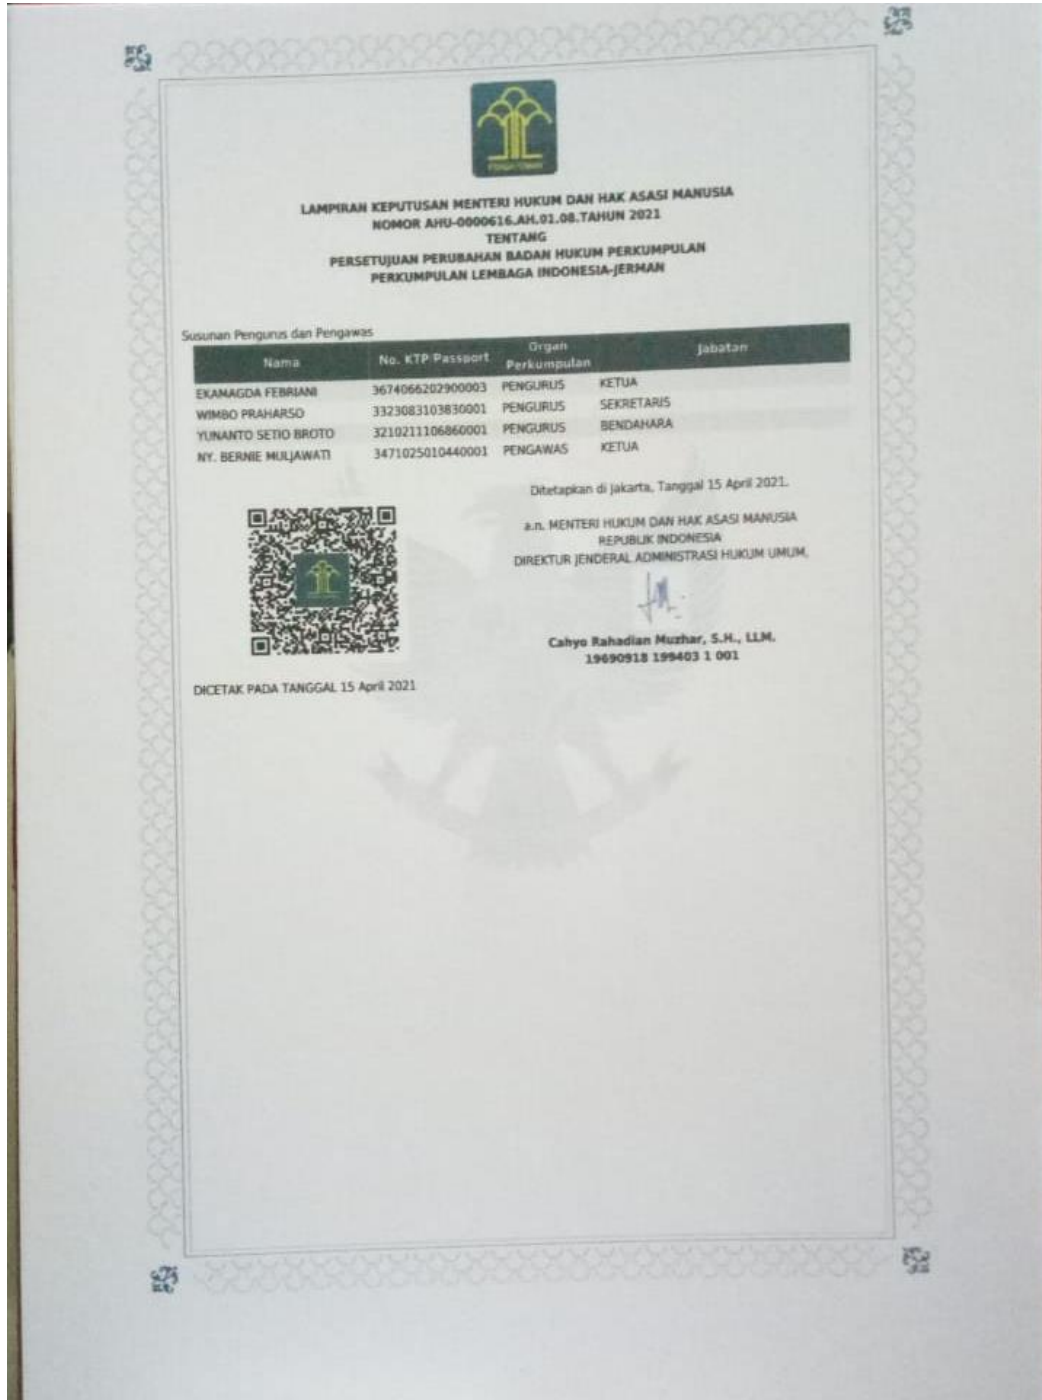 LAMPIRAN KEPUTUSAN MENTERI HUKUM DAN HAK ASASI MANUSIA
NOMOR AHU-0000616.AH.01.08.TAHUN 2021
TENTANG
PERSETUJUAN PERUBAHAN BADAN HUKUM PERKUMPULAN
PERKUMPULAN LEMBAGA INDONESIA-JERMAN
Susunan Pengurus dan Pengawas
Nama No. KTP Passport Organ Perkumpulan Jabatan
EKAMAGDA FEBRIANI 3674066202900003 PENGURUS KETUA
WIMBO PRAHARSO 3323083103830001 PENGURUS SEKRETARIS
YUNANTO SETIO BROTO 3210211106860001 PENGURUS BENDAHARA
NY. BERNIE MULJAWATI 3471025010440001 PENGAWAS KETUA
Ditetapkan di Jakarta, Tanggal 15 April 2021.
a.n. MENTERI HUKUM DAN HAK ASASI MANUSIA
REPUBLIK INDONESIA
DIREKTUR JENDERAL ADMINISTRASI HUKUM UMUM,
Cahyo Rahadian Muzhar, S.H., LLM.
19690918 199403 1 001
DICETAK PADA TANGGAL 15 April 2021